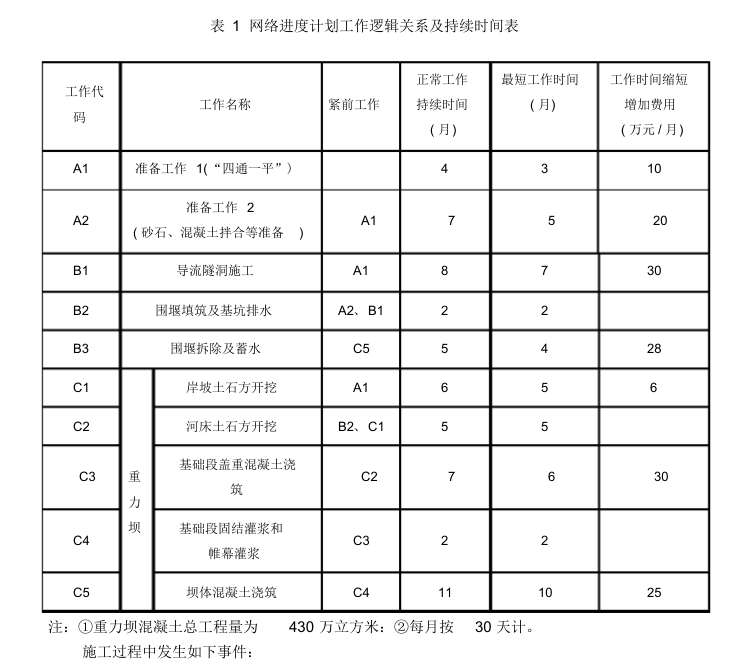 表 1 网络进度计划工作逻辑关系及持续时间表
工作代码 工作名称 紧前工作 正常工作持续时间(月) 最短工作时间(月) 工作时间缩短增加费用(万元/月)
A1 准备工作 1(“四通一平”) 4 3 10
A2 准备工作 2(砂石、混凝土拌合等准备) A1 7 5 20
B1 导流隧洞施工 A1 8 7 30
B2 围堰填筑及基坑排水 A2、B1 2 2
B3 围堰拆除及蓄水 C5 5 4 28
重力坝
C1 岸坡土石方开挖 A1 6 5 6
C2 河床土石方开挖 B2、C1 5 5
C3 基础段盖重混凝土浇筑 C2 7 6 30
C4 基础段固结灌浆和帷幕灌浆 C3 2 2
C5 坝体混凝土浇筑 C4 11 10 25
注:①重力坝混凝土总工程量为 430 万立方米;②每月按 30 天计。
施工过程中发生如下事件: